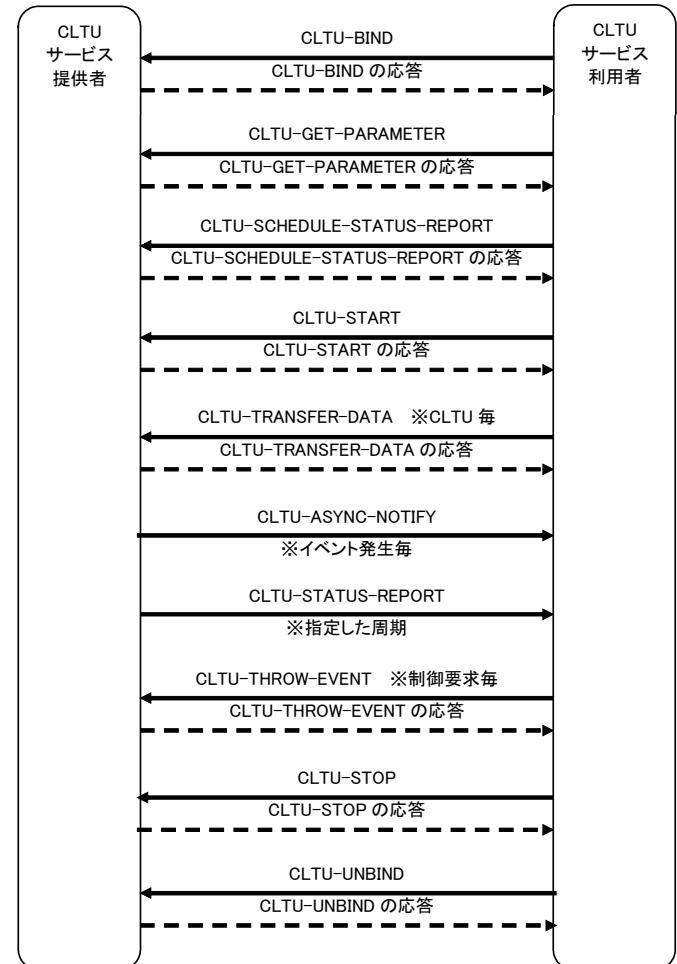 CLTU
サービス
提供者
CLTU
サービス
利用者
CLTU-BIND
CLTU-BIND の応答
CLTU-GET-PARAMETER
CLTU-GET-PARAMETER の応答
CLTU-SCHEDULE-STATUS-REPORT
CLTU-SCHEDULE-STATUS-REPORT の応答
CLTU-START
CLTU-START の応答
CLTU-TRANSFER-DATA ※CLTU 毎
CLTU-TRANSFER-DATA の応答
CLTU-ASYNC-NOTIFY
※イベント発生毎
CLTU-STATUS-REPORT
※指定した周期
CLTU-THROW-EVENT ※制御要求毎
CLTU-THROW-EVENT の応答
CLTU-STOP
CLTU-STOP の応答
CLTU-UNBIND
CLTU-UNBIND の応答